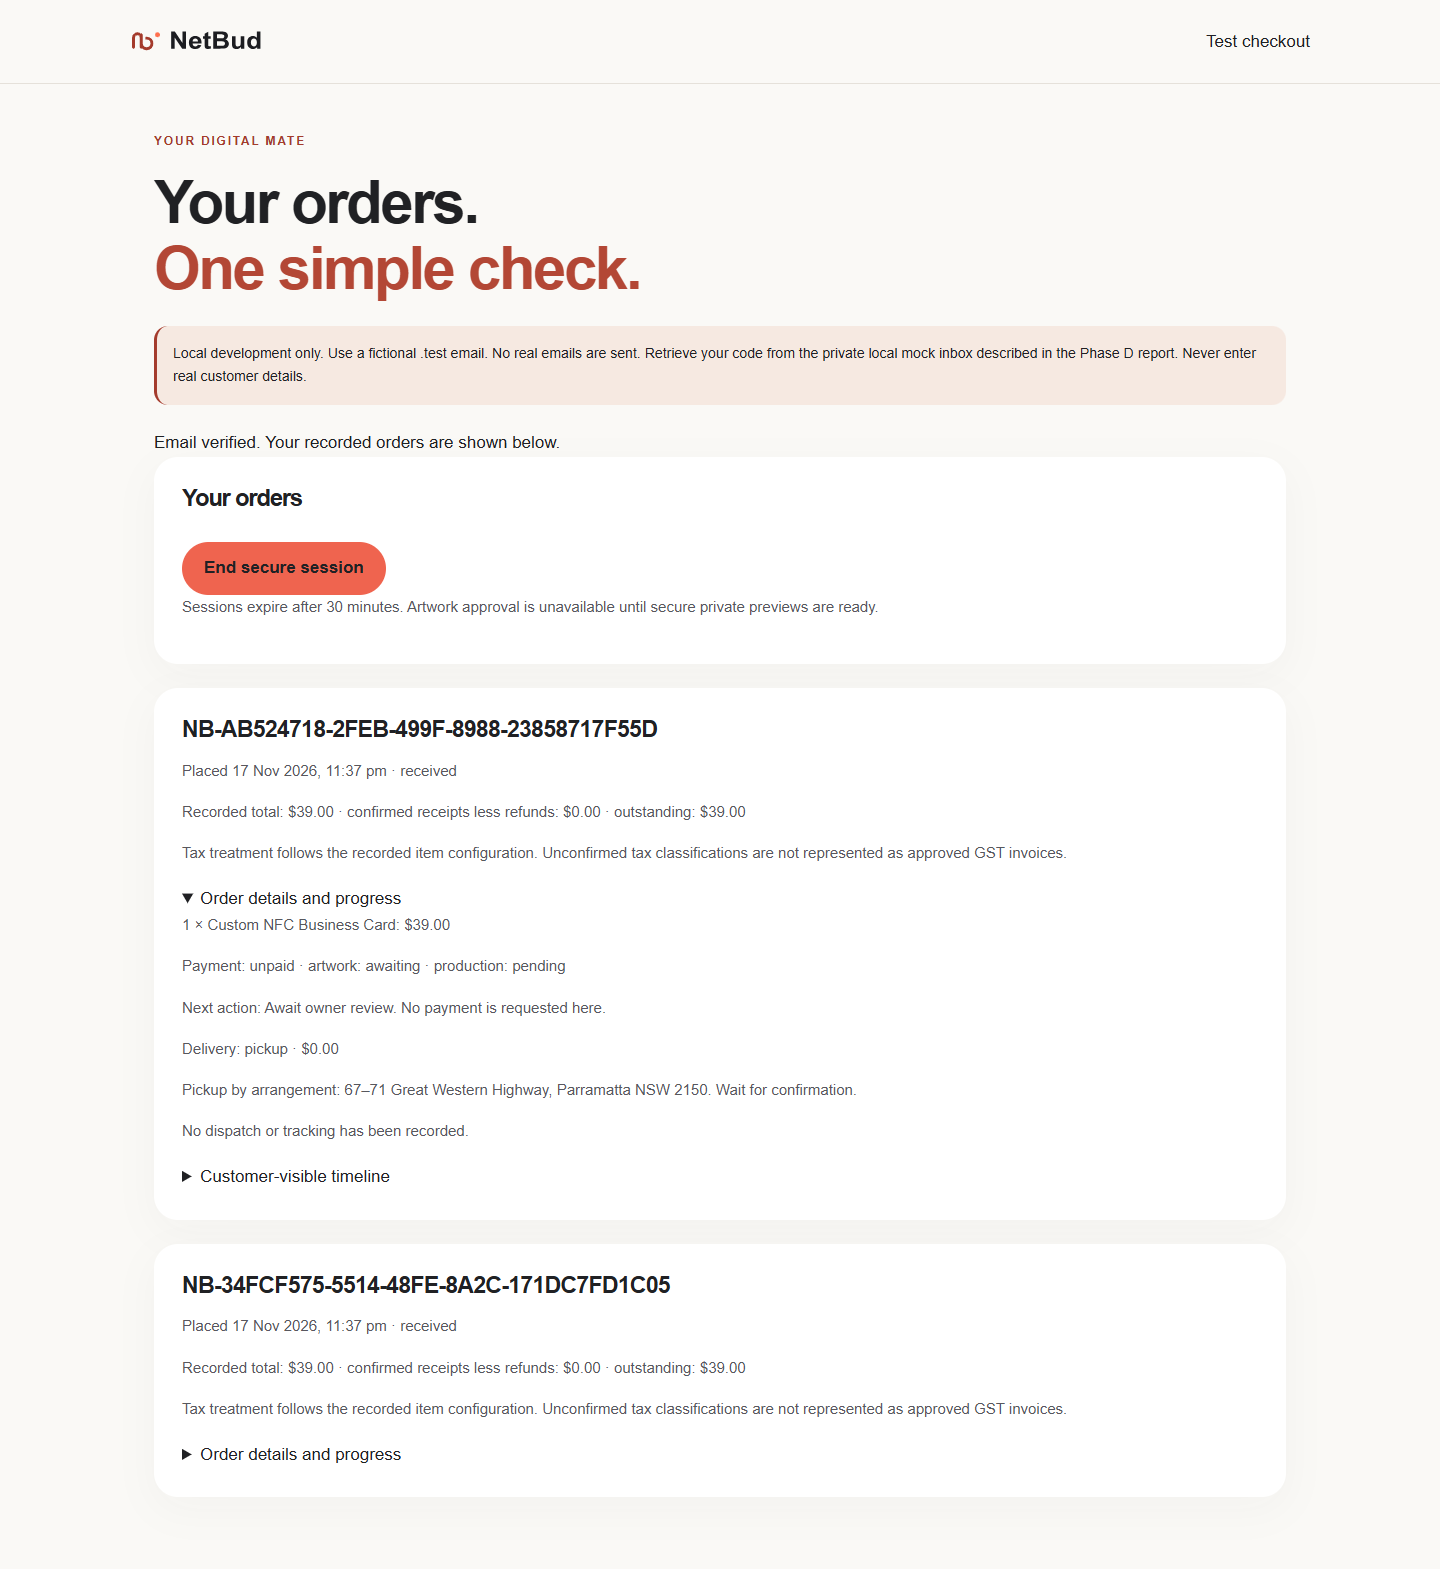 NetBud
Test checkout
YOUR DIGITAL MATE
Your orders.
One simple check.
Local development only. Use a fictional .test email. No real emails are sent. Retrieve your code from the private local mock inbox described in the Phase D report. Never enter
real customer details.
Email verified. Your recorded orders are shown below.
Your orders
End secure session
Sessions expire after 30 minutes. Artwork approval is unavailable until secure private previews are ready.
NB-AB524718-2FEB-499F-8988-23858717F55D
Placed 17 Nov 2026, 11:37 pm · received
Recorded total: $39.00 · confirmed receipts less refunds: $0.00 · outstanding: $39.00
Tax treatment follows the recorded item configuration. Unconfirmed tax classifications are not represented as approved GST invoices.
▼ Order details and progress
1 × Custom NFC Business Card: $39.00
Payment: unpaid · artwork: awaiting · production: pending
Next action: Await owner review. No payment is requested here.
Delivery: pickup · $0.00
Pickup by arrangement: 67–71 Great Western Highway, Parramatta NSW 2150. Wait for confirmation.
No dispatch or tracking has been recorded.
▶ Customer-visible timeline
NB-34FCF575-5514-48FE-8A2C-171DC7FD1C05
Placed 17 Nov 2026, 11:37 pm · received
Recorded total: $39.00 · confirmed receipts less refunds: $0.00 · outstanding: $39.00
Tax treatment follows the recorded item configuration. Unconfirmed tax classifications are not represented as approved GST invoices.
▶ Order details and progress